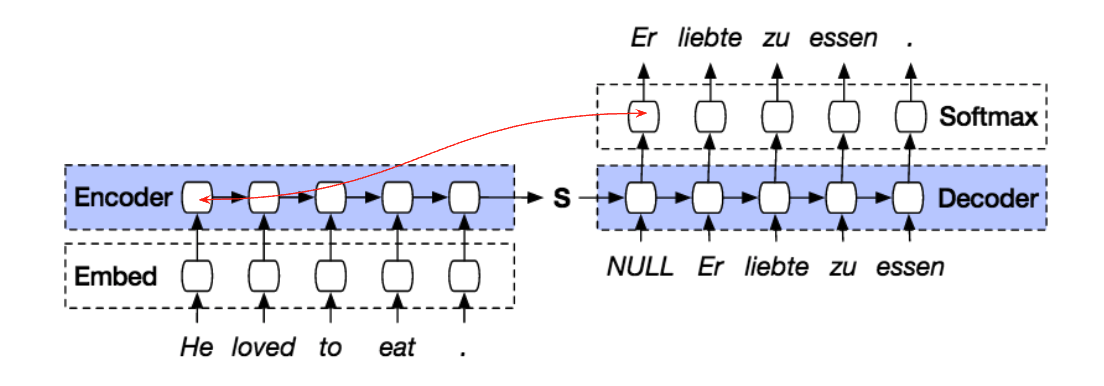 Er liebte zu essen .
Softmax
Encoder
S
Decoder
Embed
NULL Er liebte zu essen
He loved to eat .